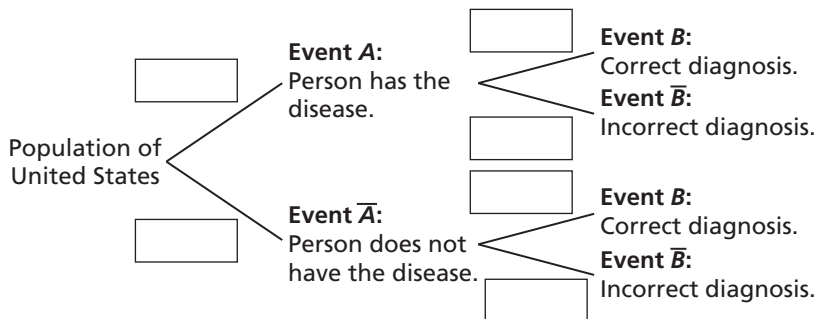 Event A:
Person has the
disease.
Event B:
Correct diagnosis.
Event B̅:
Incorrect diagnosis.
Population of
United States
Event A̅:
Person does not
have the disease.
Event B:
Correct diagnosis.
Event B̅:
Incorrect diagnosis.